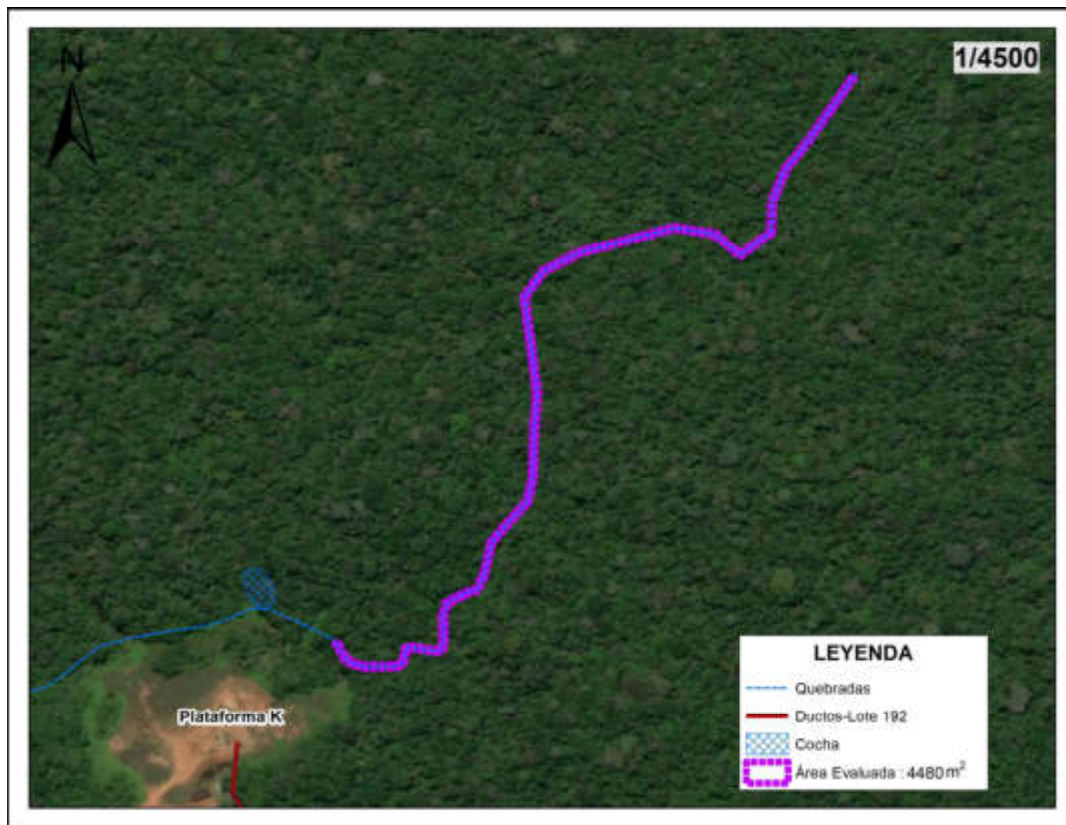 N
1/4500
Plataforma K
LEYENDA
Quebradas
Ductos-Lote 192
Cocha
Área Evaluada : 4480 m²